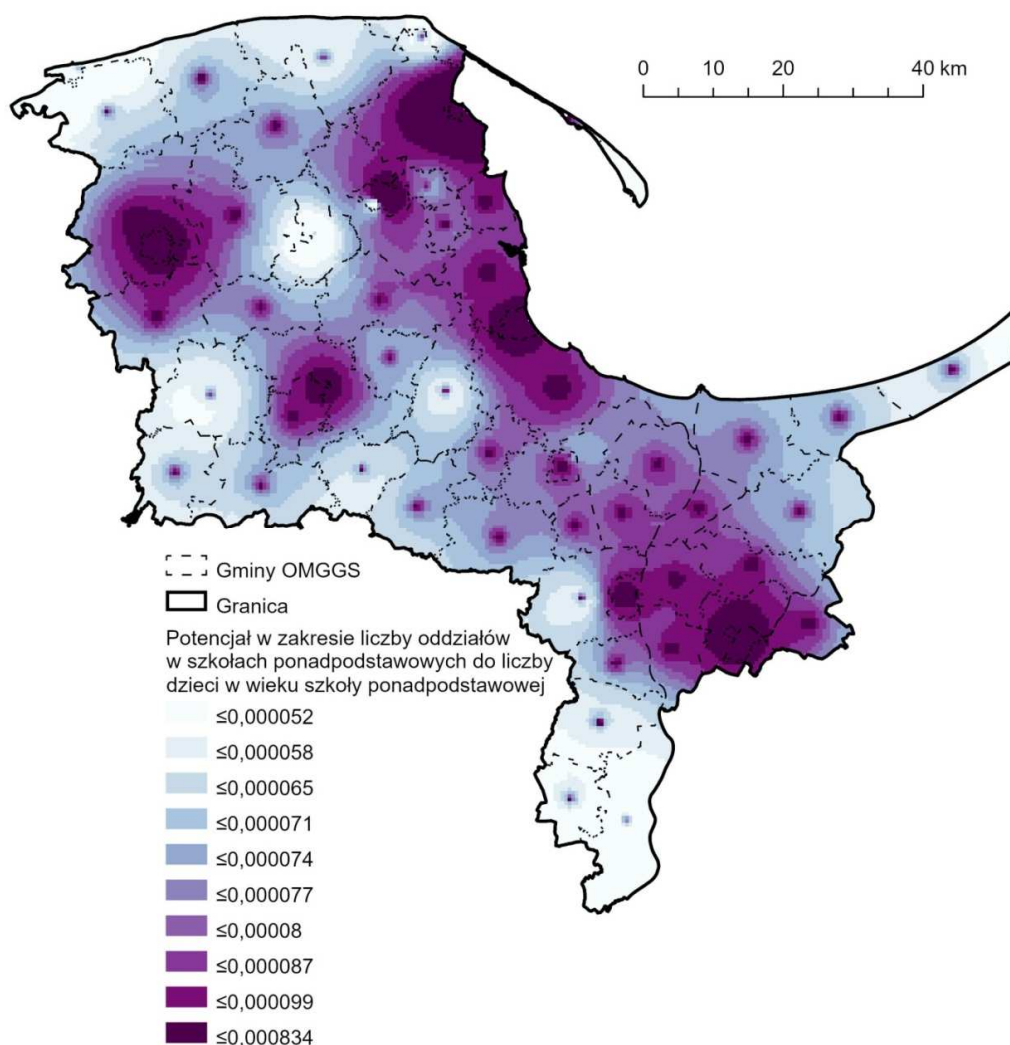 0 10 20 40 km
Gminy OMGGS
Granica
Potencjał w zakresie liczby oddziałów
w szkołach ponadpodstawowych do liczby
dzieci w wieku szkoły ponadpodstawowej
≤0,000052
≤0,000058
≤0,000065
≤0,000071
≤0,000074
≤0,000077
≤0,00008
≤0,000087
≤0,000099
≤0,000834